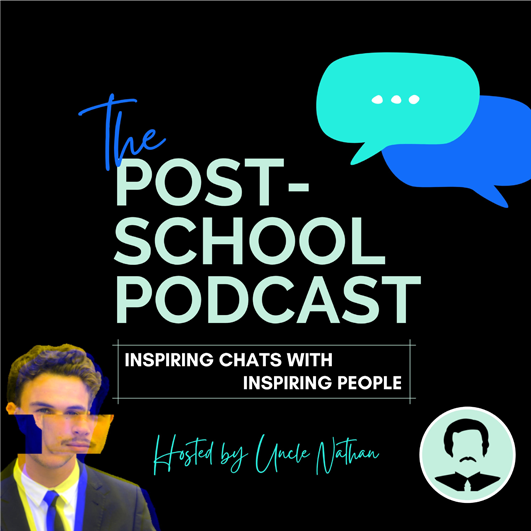 The
POST-
SCHOOL
PODCAST
INSPIRING CHATS WITH
INSPIRING PEOPLE
Hosted by Uncle Nathan